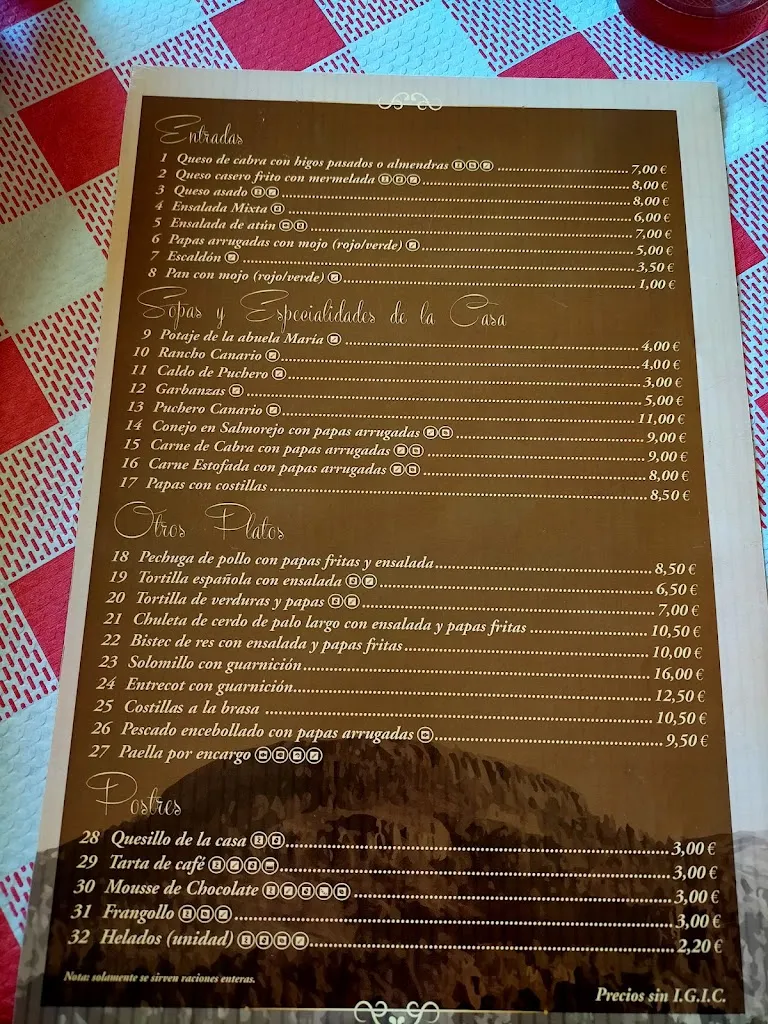 Entradas
1 Queso de cabra con higos pasados o almendras 7,00 €
2 Queso casero frito con mermelada 8,00 €
3 Queso asado 8,00 €
4 Ensalada Mixta 6,00 €
5 Ensalada de atún 7,00 €
6 Papas arrugadas con mojo (rojo/verde) 5,00 €
7 Escaldón 3,50 €
8 Pan con mojo (rojo/verde) 1,00 €
Sopas y Especialidades de la Casa
9 Potaje de la abuela María 4,00 €
10 Rancho Canario 4,00 €
11 Caldo de Puchero 3,00 €
12 Garbanzas 5,00 €
13 Puchero Canario 11,00 €
14 Conejo en Salmorejo con papas arrugadas 9,00 €
15 Carne de Cabra con papas arrugadas 9,00 €
16 Carne Estofada con papas arrugadas 8,00 €
17 Papas con costillas 8,50 €
Otros Platos
18 Pechuga de pollo con papas fritas y ensalada 8,50 €
19 Tortilla española con ensalada 6,50 €
20 Tortilla de verduras y papas 7,00 €
21 Chuleta de cerdo de palo largo con ensalada y papas fritas 10,50 €
22 Bistec de res con ensalada y papas fritas 10,00 €
23 Solomillo con guarnición 16,00 €
24 Entrecot con guarnición 12,50 €
25 Costillas a la brasa 10,50 €
26 Pescado encebollado con papas arrugadas 9,50 €
27 Paella por encargo
Postres
28 Quesillo de la casa 3,00 €
29 Tarta de café 3,00 €
30 Mousse de Chocolate 3,00 €
31 Frangollo 3,00 €
32 Helados (unidad) 2,20 €
Nota: solamente se sirven raciones enteras.
Precios sin I.G.I.C.